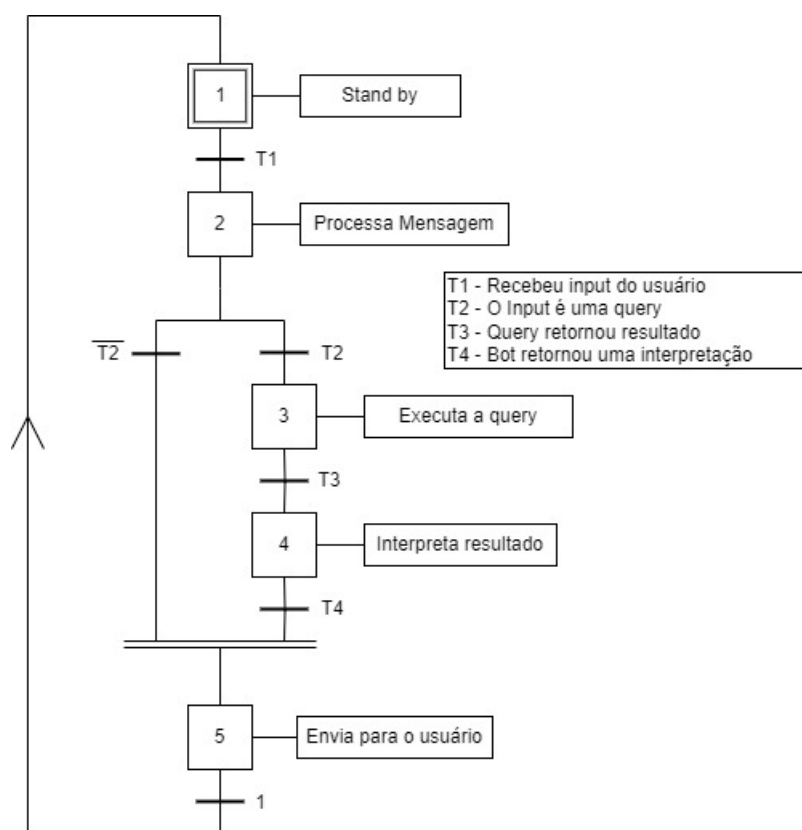 1
Stand by
T1
2
Processa Mensagem
T1 - Recebeu input do usuário
T2 - O Input é uma query
T3 - Query retornou resultado
T4 - Bot retornou uma interpretação
T2
T2
3
Executa a query
T3
4
Interpreta resultado
T4
5
Envia para o usuário
1